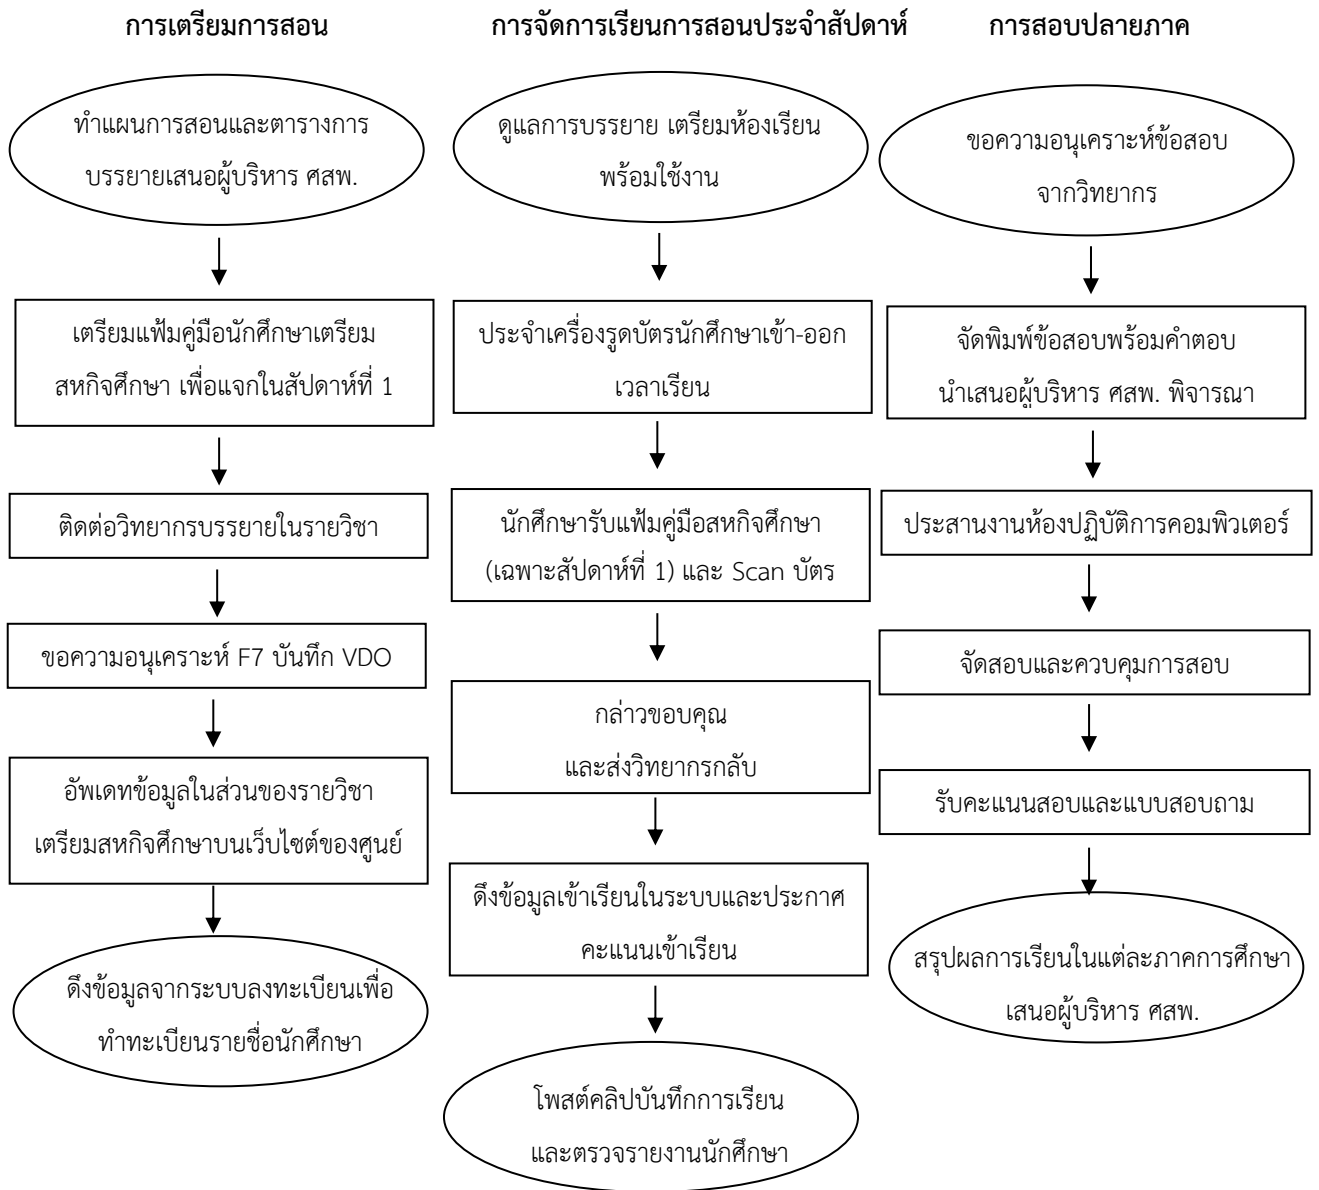 การเตรียมการสอน
ทำแผนการสอนและตารางการ
บรรยายเสนอผู้บริหาร ศสพ.
เตรียมแฟ้มคู่มือนักศึกษาเตรียม
สหกิจศึกษา เพื่อแจกในสัปดาห์ที่ 1
ติดต่อวิทยากรบรรยายในรายวิชา
ขอความอนุเคราะห์ F7 บันทึก VDO
อัพเดทข้อมูลในส่วนของรายวิชา
เตรียมสหกิจศึกษาบนเว็บไซต์ของศูนย์
ดึงข้อมูลจากระบบลงทะเบียนเพื่อ
ทำทะเบียนรายชื่อนักศึกษา
การจัดการเรียนการสอนประจำสัปดาห์
ดูแลการบรรยาย เตรียมห้องเรียน
พร้อมใช้งาน
ประจำเครื่องรูดบัตรนักศึกษาเข้า-ออก
เวลาเรียน
นักศึกษารับแฟ้มคู่มือสหกิจศึกษา
(เฉพาะสัปดาห์ที่ 1) และ Scan บัตร
กล่าวขอบคุณ
และส่งวิทยากรกลับ
ดึงข้อมูลเข้าเรียนในระบบและประกาศ
คะแนนเข้าเรียน
โพสต์คลิปบันทึกการเรียน
และตรวจรายงานนักศึกษา
การสอบปลายภาค
ขอความอนุเคราะห์ข้อสอบ
จากวิทยากร
จัดพิมพ์ข้อสอบพร้อมคำตอบ
นำเสนอผู้บริหาร ศสพ. พิจารณา
ประสานงานห้องปฏิบัติการคอมพิวเตอร์
จัดสอบและควบคุมการสอบ
รับคะแนนสอบและแบบสอบถาม
สรุปผลการเรียนในแต่ละภาคการศึกษา
เสนอผู้บริหาร ศสพ.